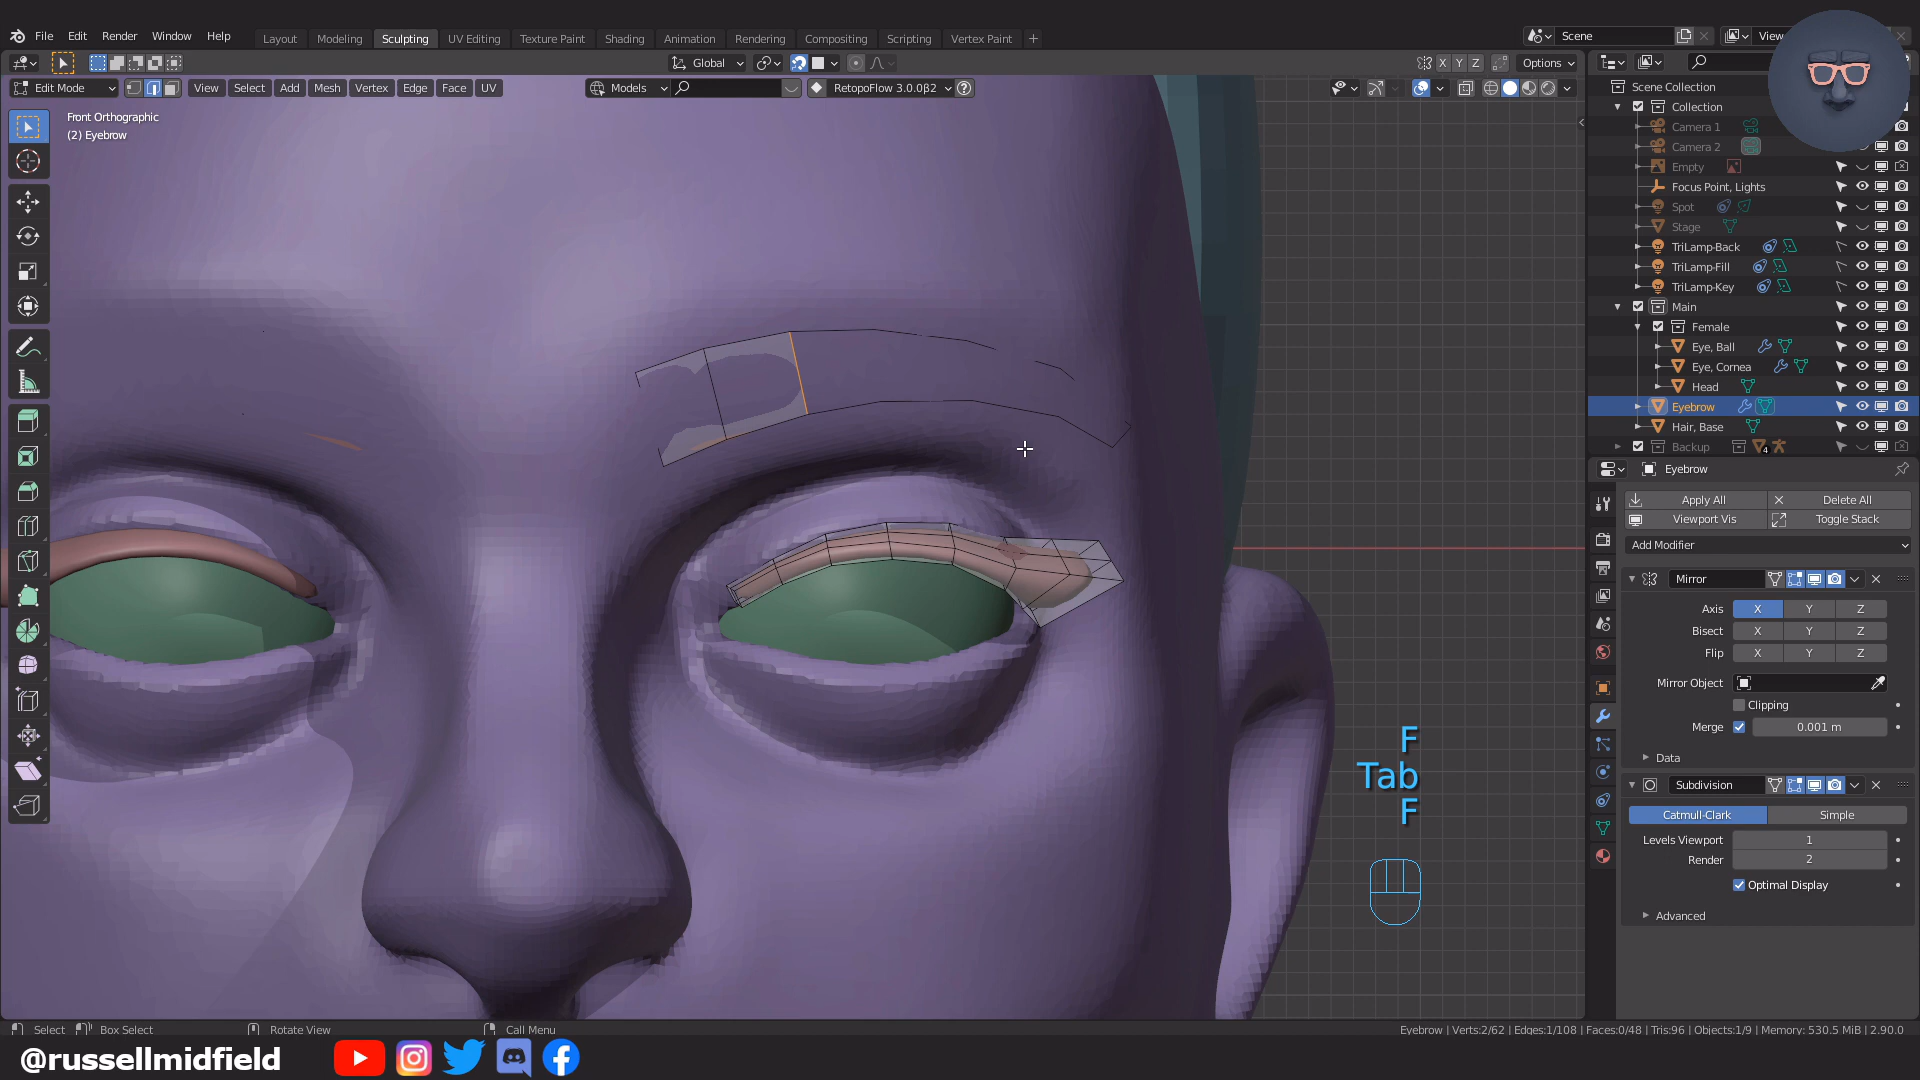 File Edit Render Window Help
Layout Modeling Sculpting UV Editing Texture Paint Shading Animation Rendering Compositing Scripting Vertex Paint +
Scene
View
Global
X Y Z Options
Edit Mode View Select Add Mesh Vertex Edge Face UV
Models
RetopoFlow 3.0.0β2
Front Orthographic
(2) Eyebrow
Scene Collection
Collection
Camera 1
Camera 2
Empty
Focus Point, Lights
Spot
Stage
TriLamp-Back
TriLamp-Fill
TriLamp-Key
Main
Female
Eye, Ball
Eye, Cornea
Head
Eyebrow
Hair, Base
Backup
4
Eyebrow
Apply All Delete All
Viewport Vis Toggle Stack
Add Modifier
Mirror
Axis X Y Z
Bisect X Y Z
Flip X Y Z
Mirror Object
Clipping
Merge 0.001 m
Data
Subdivision
Catmull-Clark Simple
Levels Viewport 1
Render 2
Optimal Display
Advanced
F
Tab
F
Select Box Select Rotate View Call Menu
Eyebrow | Verts:2/62 | Edges:1/108 | Faces:0/48 | Tris:96 | Objects:1/9 | Memory: 530.5 MiB | 2.90.0
@russellmidfield